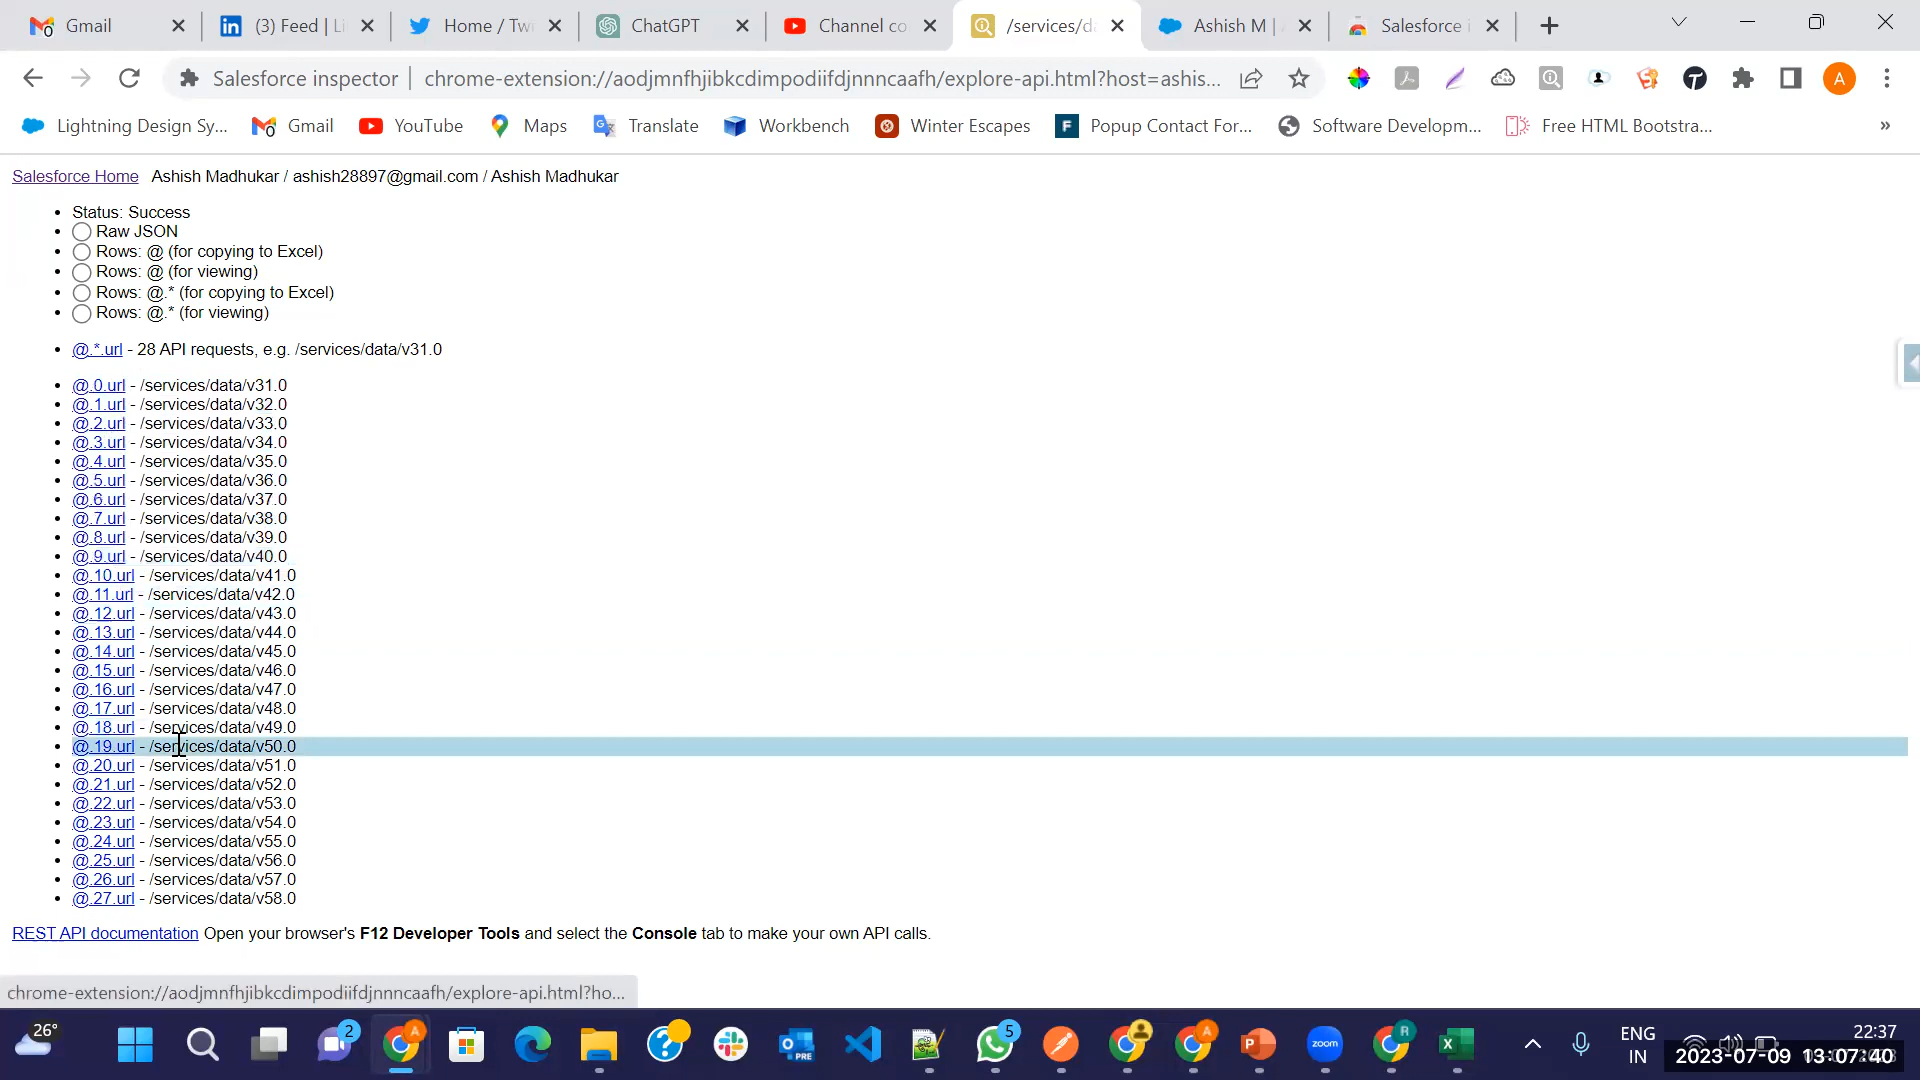 Gmail
(3) Feed | Li
Home / Twi
ChatGPT
Channel co
/services/da
Ashish M |
Salesforce i
Salesforce inspector
chrome-extension://aodjmnfhjibkcdimpodiifdjnnncaafh/explore-api.html?host=ashis...
A
Lightning Design Sy...
Gmail
YouTube
Maps
Translate
Workbench
Winter Escapes
Popup Contact For...
Software Developm...
Free HTML Bootstra...
»
Salesforce Home Ashish Madhukar / ashish28897@gmail.com / Ashish Madhukar
Status: Success
Raw JSON
Rows: @ (for copying to Excel)
Rows: @ (for viewing)
Rows: @.* (for copying to Excel)
Rows: @.* (for viewing)
@.*.url - 28 API requests, e.g. /services/data/v31.0
@.0.url - /services/data/v31.0
@.1.url - /services/data/v32.0
@.2.url - /services/data/v33.0
@.3.url - /services/data/v34.0
@.4.url - /services/data/v35.0
@.5.url - /services/data/v36.0
@.6.url - /services/data/v37.0
@.7.url - /services/data/v38.0
@.8.url - /services/data/v39.0
@.9.url - /services/data/v40.0
@.10.url - /services/data/v41.0
@.11.url - /services/data/v42.0
@.12.url - /services/data/v43.0
@.13.url - /services/data/v44.0
@.14.url - /services/data/v45.0
@.15.url - /services/data/v46.0
@.16.url - /services/data/v47.0
@.17.url - /services/data/v48.0
@.18.url - /services/data/v49.0
@.19.url - /services/data/v50.0
@.20.url - /services/data/v51.0
@.21.url - /services/data/v52.0
@.22.url - /services/data/v53.0
@.23.url - /services/data/v54.0
@.24.url - /services/data/v55.0
@.25.url - /services/data/v56.0
@.26.url - /services/data/v57.0
@.27.url - /services/data/v58.0
REST API documentation Open your browser's F12 Developer Tools and select the Console tab to make your own API calls.
chrome-extension://aodjmnfhjibkcdimpodiifdjnnncaafh/explore-api.html?ho...
26°
2
A
5
A
zoom
R
ENG
IN
22:37
2023-07-09 13:07:40